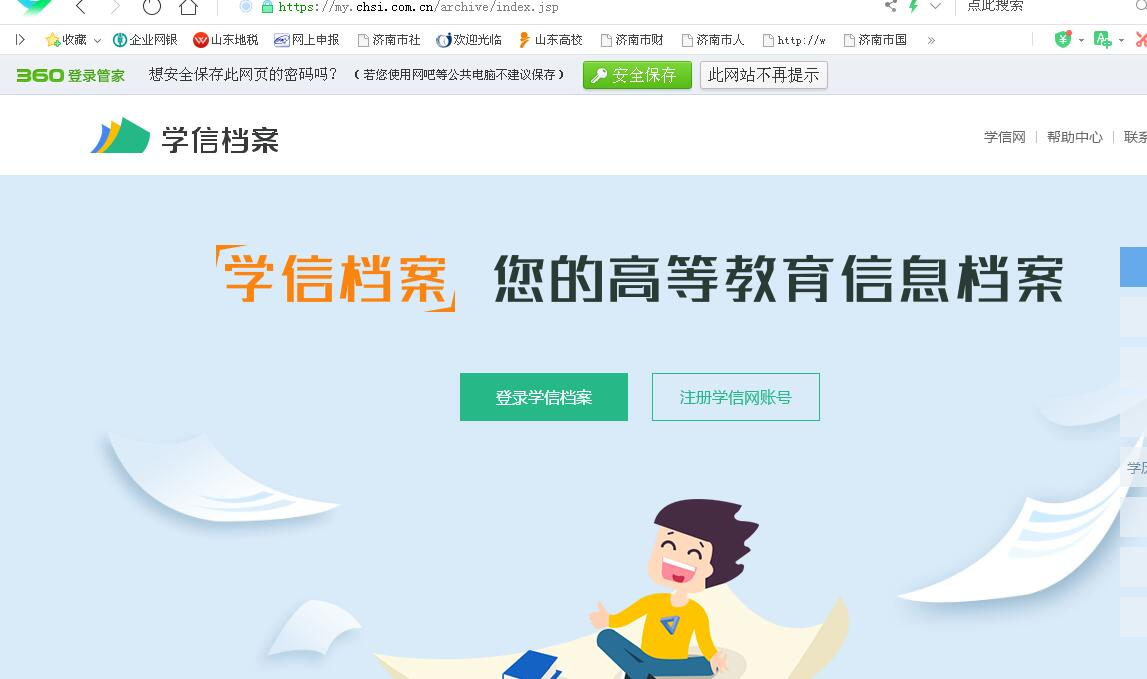 https://my.chsi.com.cn/archive/index.jsp
点此搜索
收藏 企业网银 山东地税 网上申报 济南市社 欢迎光临 山东高校 济南市财 济南市人 http://w 济南市国 »
360登录管家 想安全保存此网页的密码吗？（若您使用网吧等公共电脑不建议保存） 安全保存 此网站不再提示
学信档案
学信网 | 帮助中心 | 联系
学信档案 您的高等教育信息档案
登录学信档案 注册学信网账号
学历